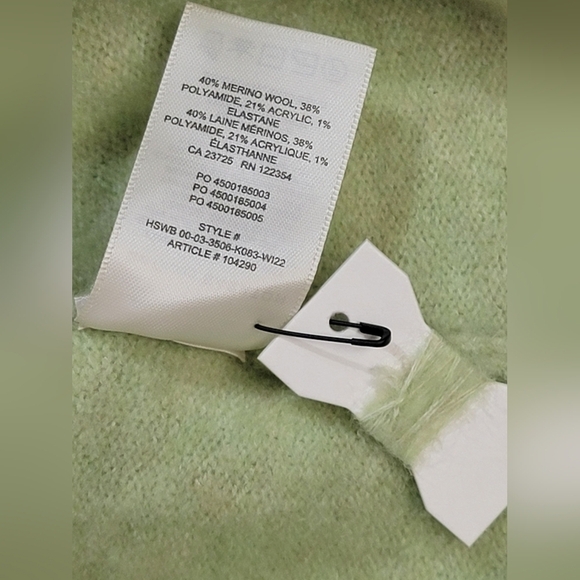 40% MERINO WOOL, 38%
POLYAMIDE, 21% ACRYLIC, 1%
ELASTANE
40% LAINE MÉRINOS, 38%
POLYAMIDE, 21% ACRYLIQUE, 1%
ÉLASTHANNE
CA 23725 RN 122354
PO 4500185003
PO 4500185004
PO 4500185005
STYLE #
HSWB 00-03-3506-K083-WI22
ARTICLE # 104290